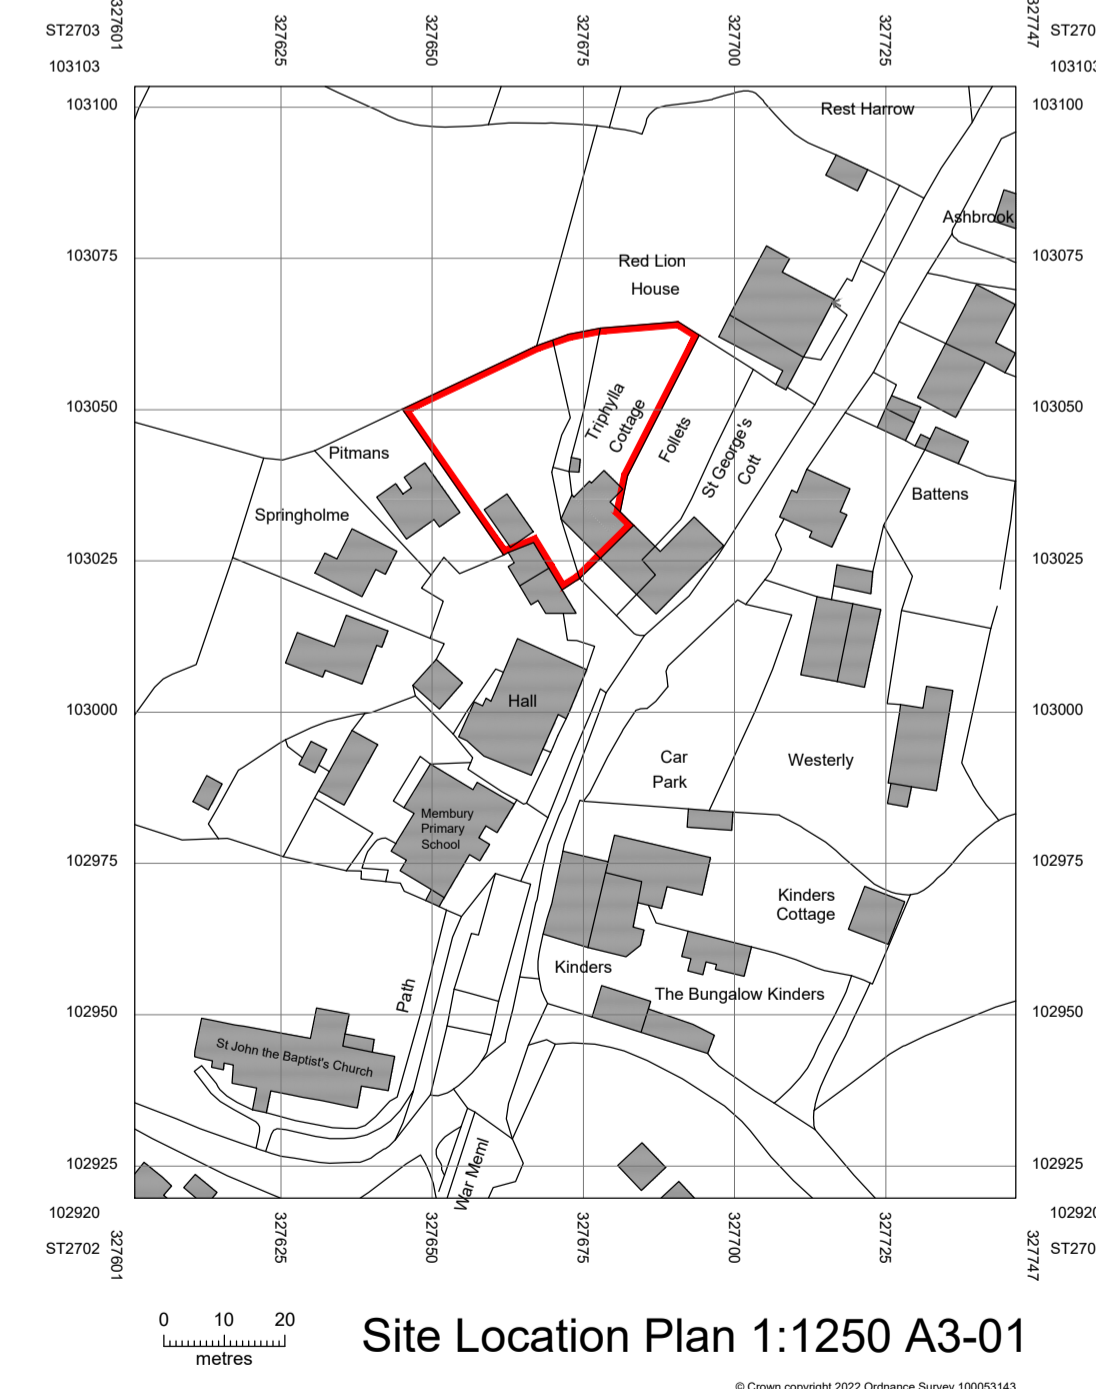 327601
327625
327650
327675
327700
327725
327747
ST2703
ST270
103103
103103
103100
Rest Harrow
103100
Ashbrook
103075
Red Lion
House
103075
103050
Triphylla
Cottage
Follets
St George's
Cott
103050
Pitmans
Springholme
Battens
103025
103025
103000
Hall
103000
Car
Park
Westerly
Membury
Primary
School
102975
102975
Kinders
Cottage
Kinders
The Bungalow Kinders
Path
102950
102950
St John the Baptist's Church
War Meml
102925
102925
102920
102920
ST2702
ST270
327601
327625
327650
327675
327700
327725
327747
0 10 20
metres
Site Location Plan 1:1250 A3-01
© Crown copyright 2022 Ordnance Survey 100053143